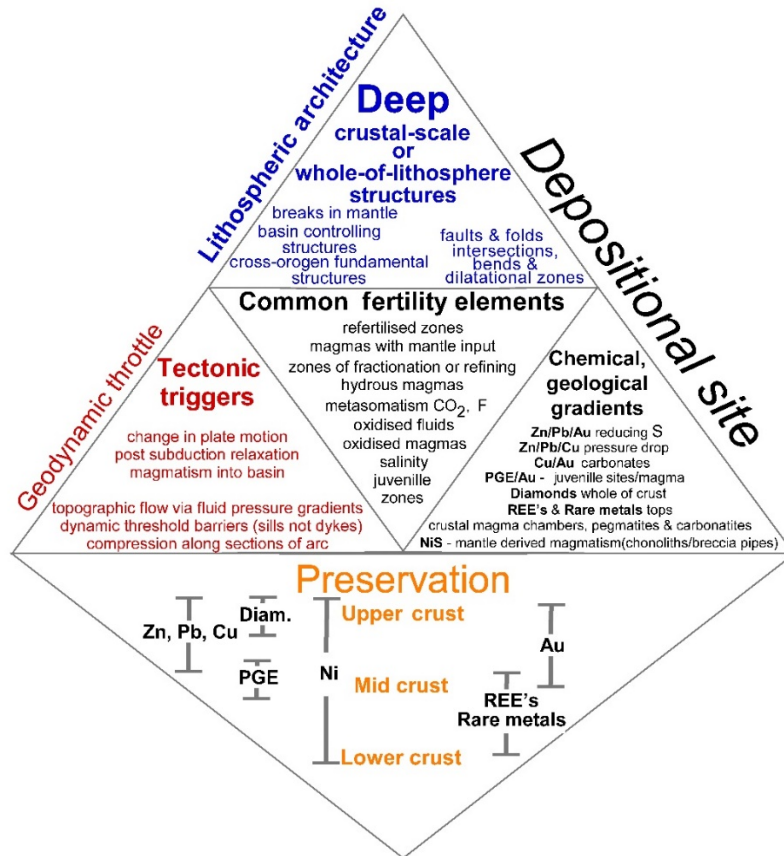 Lithospheric architecture
Deep
crustal-scale
or
whole-of-lithosphere
structures
breaks in mantle
basin controlling
structures
cross-orogen fundamental
structures
faults & folds
intersections,
bends &
dilatational zones
Depositional site
Geodynamic throttle
Tectonic
triggers
change in plate motion
post subduction relaxation
magmatism into basin
topographic flow via fluid pressure gradients
dynamic threshold barriers (sills not dykes)
compression along sections of arc
Common fertility elements
refertilised zones
magmas with mantle input
zones of fractionation or refining
hydrous magmas
metasomatism CO₂, F
oxidised fluids
oxidised magmas
salinity
juvenille
zones
Chemical,
geological
gradients
Zn/Pb/Au reducing S
Zn/Pb/Cu pressure drop
Cu/Au carbonates
PGE/Au - juvenille sites/magma
Diamonds whole of crust
REE's & Rare metals tops
crustal magma chambers, pegmatites & carbonatites
NiS - mantle derived magmatism(chonoliths/breccia pipes)
Preservation
Zn, Pb, Cu
Diam.
PGE
Ni
Upper crust
Mid crust
Lower crust
Au
REE's
Rare metals